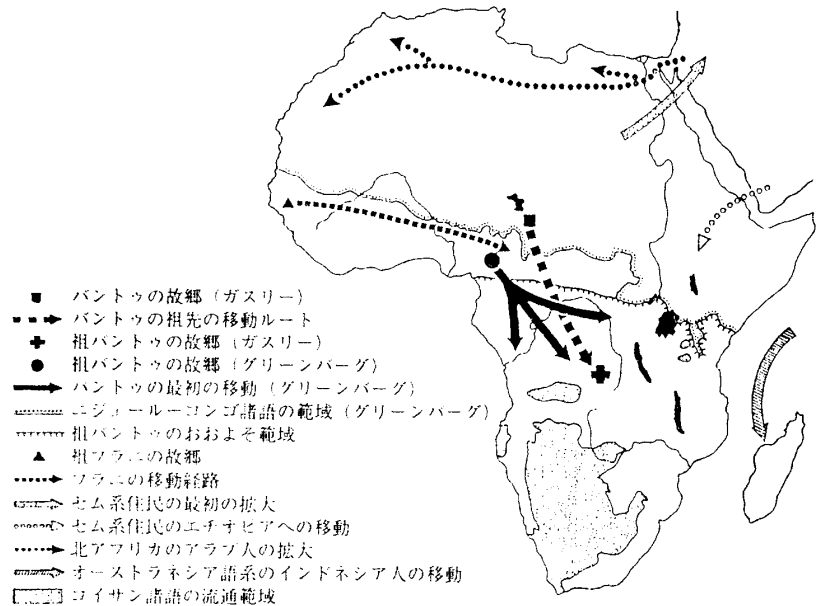 バントゥの故郷 (ガスリー)
バントゥの祖先の移動ルート
祖バントゥの故郷 (ガスリー)
祖バントゥの故郷 (グリーンバーグ)
バントゥの最初の移動 (グリーンバーグ)
ニジェール-コンゴ諸語の範域 (グリーンバーグ)
祖バントゥのおおよそ範域
祖フラニの故郷
フラニの移動経路
セム系住民の最初の拡大
セム系住民のエチオピアへの移動
北アフリカのアラブ人の拡大
オーストラネシア語系のインドネシア人の移動
コイサン諸語の流通範域